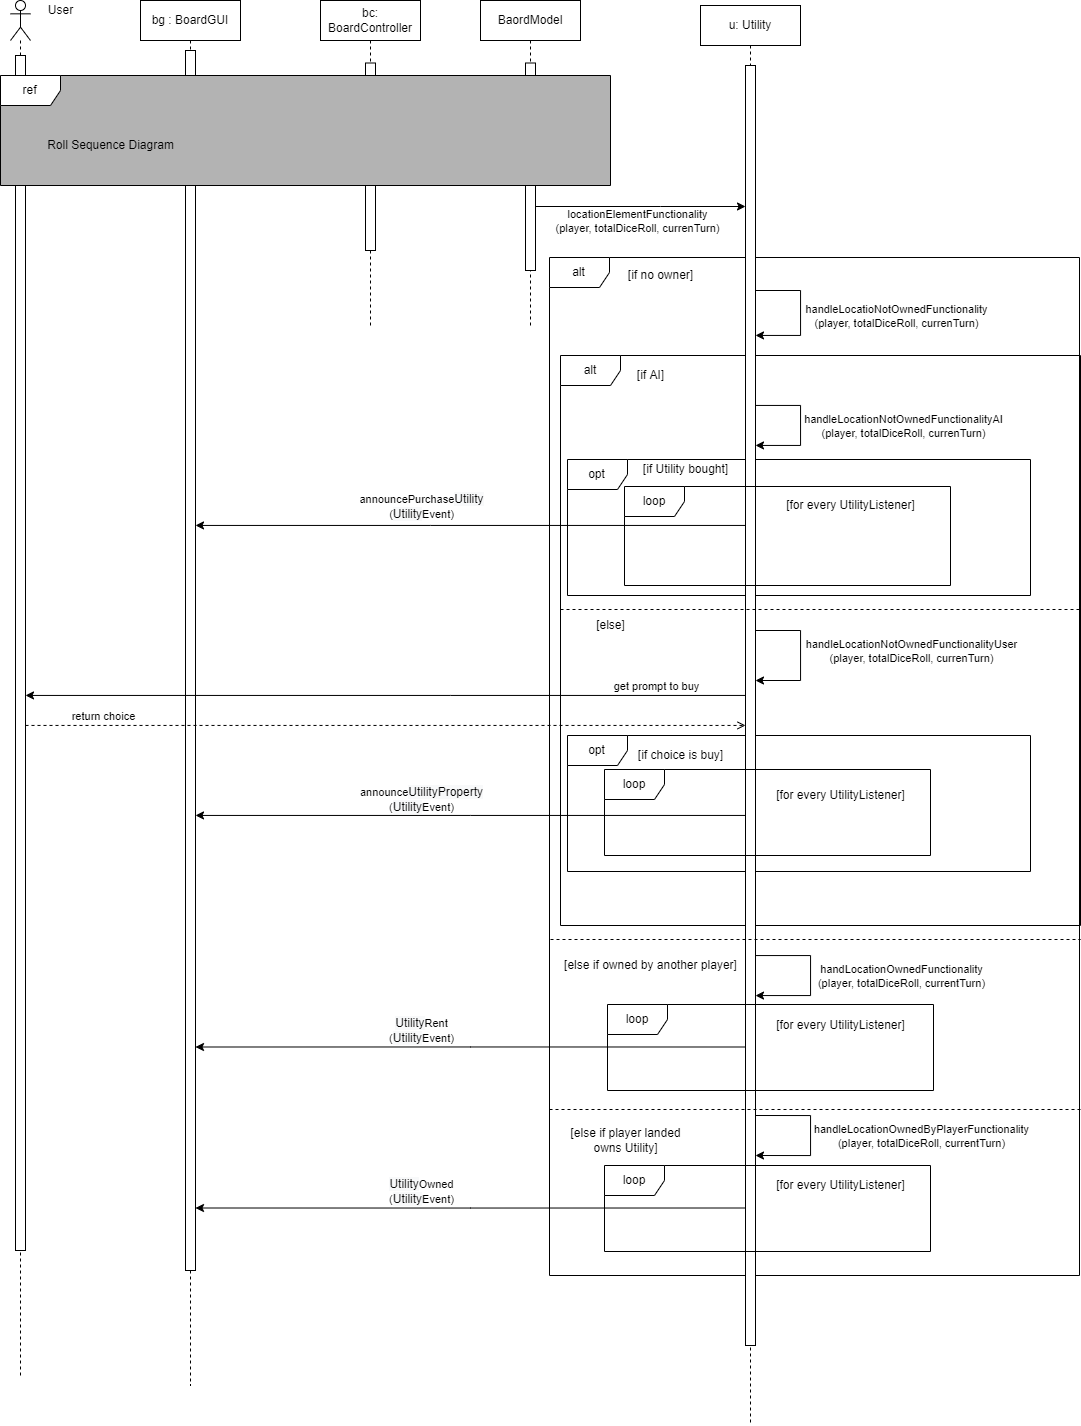 User
bg : BoardGUI
bc:
BoardController
BaordModel
u: Utility
ref
Roll Sequence Diagram
locationElementFunctionality
(player, totalDiceRoll, currenTurn)
alt
[if no owner]
handleLocatioNotOwnedFunctionality
(player, totalDiceRoll, currenTurn)
alt
[if AI]
handleLocationNotOwnedFunctionalityAI
(player, totalDiceRoll, currenTurn)
opt
[if Utility bought]
loop
[for every UtilityListener]
announcePurchaseUtility
(UtilityEvent)
[else]
handleLocationNotOwnedFunctionalityUser
(player, totalDiceRoll, currenTurn)
get prompt to buy
return choice
opt
[if choice is buy]
loop
[for every UtilityListener]
announceUtilityProperty
(UtilityEvent)
[else if owned by another player]
handLocationOwnedFunctionality
(player, totalDiceRoll, currentTurn)
loop
[for every UtilityListener]
UtilityRent
(UtilityEvent)
[else if player landed
owns Utility]
handleLocationOwnedByPlayerFunctionality
(player, totalDiceRoll, currentTurn)
loop
[for every UtilityListener]
UtilityOwned
(UtilityEvent)